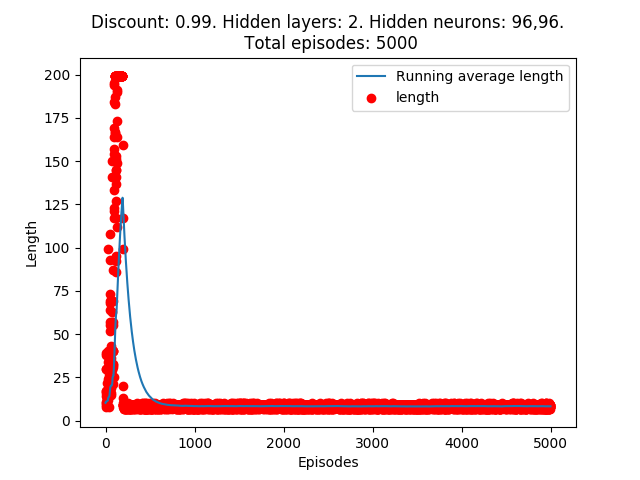 Discount: 0.99. Hidden layers: 2. Hidden neurons: 96,96.
Total episodes: 5000
Running average length
length
200
175
150
125
100
75
50
25
0
Length
0
1000
2000
3000
4000
5000
Episodes